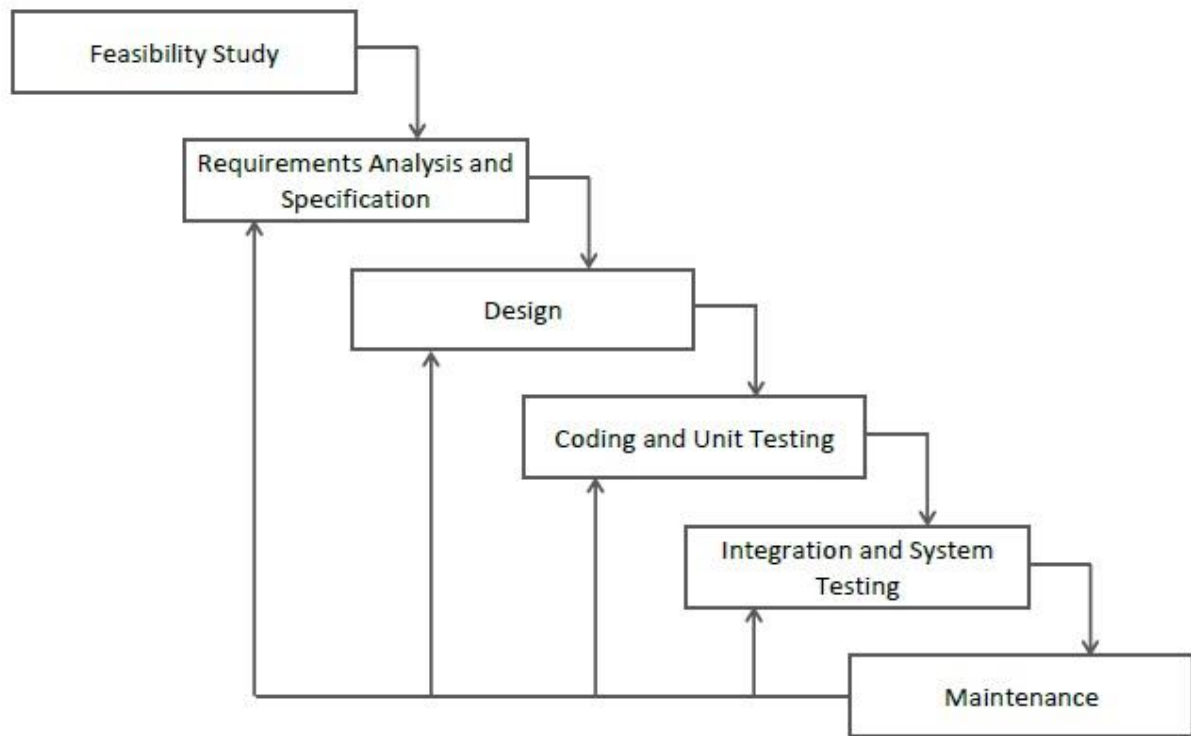 Feasibility Study
Requirements Analysis and
Specification
Design
Coding and Unit Testing
Integration and System
Testing
Maintenance